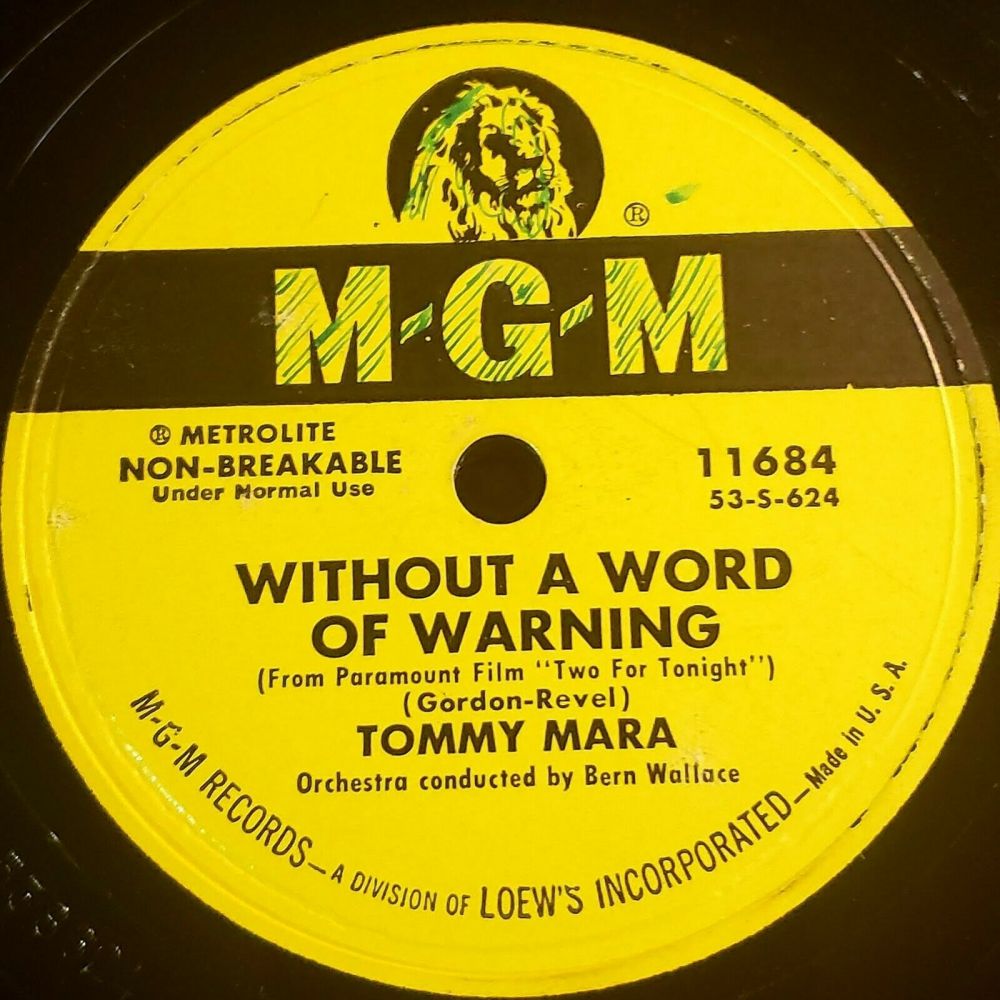 ®
M-G-M
® METROLITE
NON-BREAKABLE
Under Normal Use
11684
53-S-624
WITHOUT A WORD
OF WARNING
(From Paramount Film "Two For Tonight")
(Gordon-Revel)
TOMMY MARA
Orchestra conducted by Bern Wallace
M-G-M RECORDS—A DIVISION OF LOEW'S INCORPORATED—Made in U. S. A.